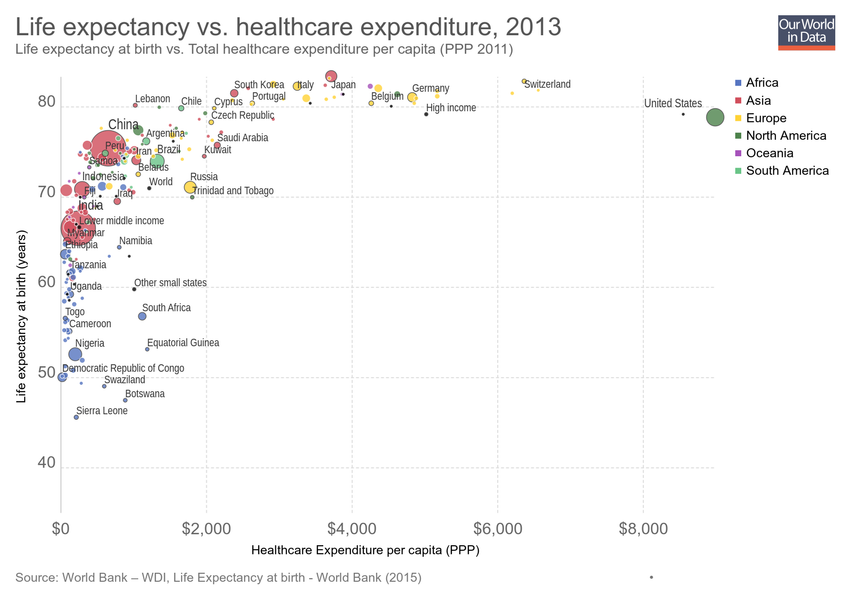 Life expectancy vs. healthcare expenditure, 2013
Life expectancy at birth vs. Total healthcare expenditure per capita (PPP 2011)
Our World
in Data
Africa
Asia
Europe
North America
Oceania
South America
80
70
60
50
40
Life expectancy at birth (years)
Lebanon
Chile
South Korea
Cyprus
Portugal
Italy
Japan
Belgium
Germany
Switzerland
High income
United States
Czech Republic
China
Argentina
Saudi Arabia
Peru
Iran
Brazil
Kuwait
Samoa
Belarus
Indonesia
World
Russia
Fiji
Iraq
Trinidad and Tobago
India
Lower middle income
Myanmar
Ethiopia
Namibia
Tanzania
Uganda
Other small states
Togo
South Africa
Cameroon
Nigeria
Equatorial Guinea
Democratic Republic of Congo
Swaziland
Botswana
Sierra Leone
$0
$2,000
$4,000
$6,000
$8,000
Healthcare Expenditure per capita (PPP)
Source: World Bank – WDI, Life Expectancy at birth - World Bank (2015)